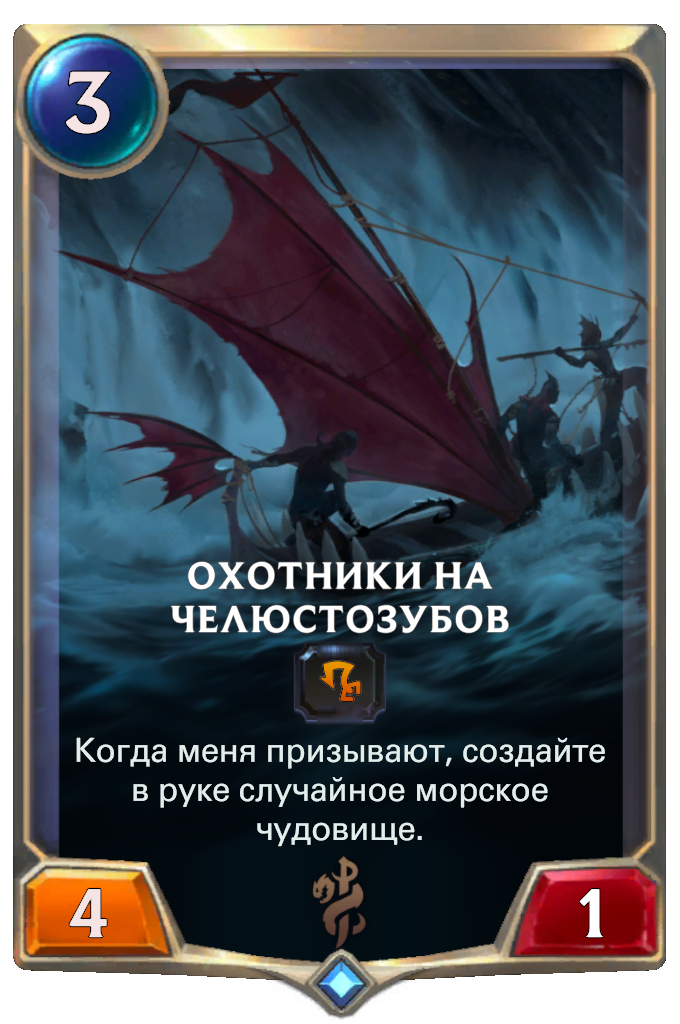 3
ОХОТНИКИ НА
ЧЕЛЮСТОЗУБОВ
Когда меня призывают, создайте
в руке случайное морское
чудовище.
4
1